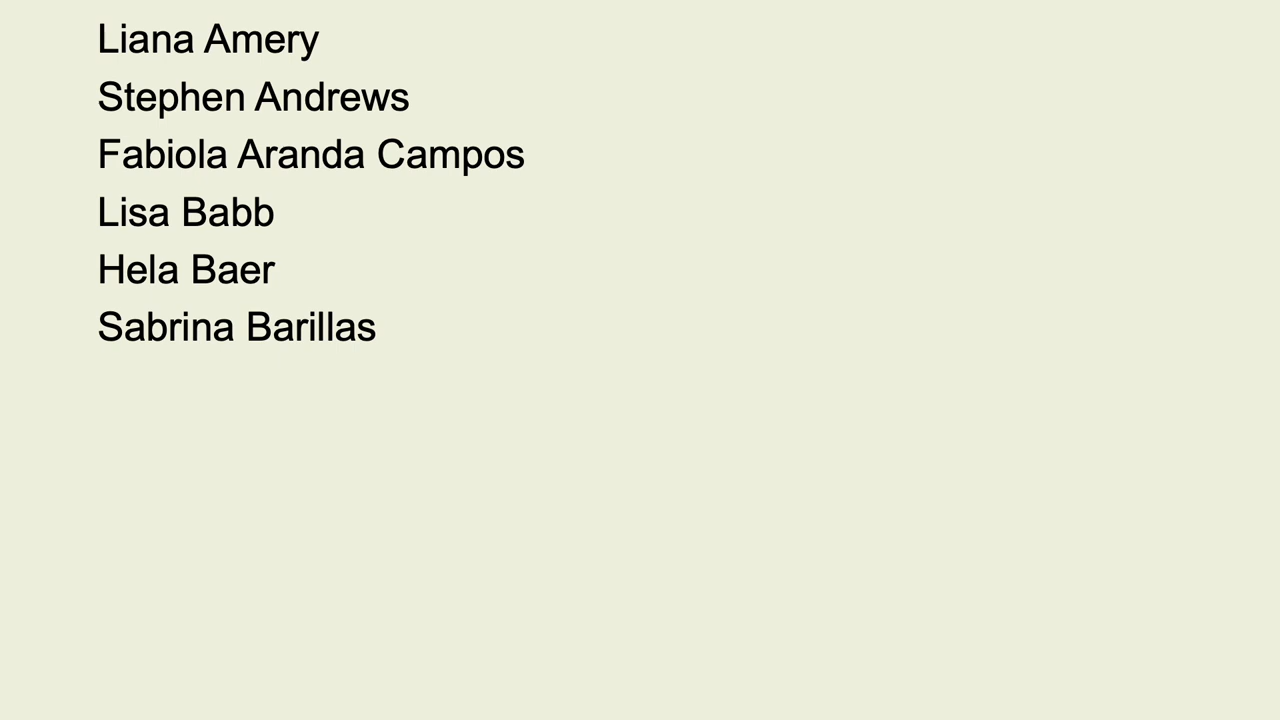 Liana Amery
Stephen Andrews
Fabiola Aranda Campos
Lisa Babb
Hela Baer
Sabrina Barillas